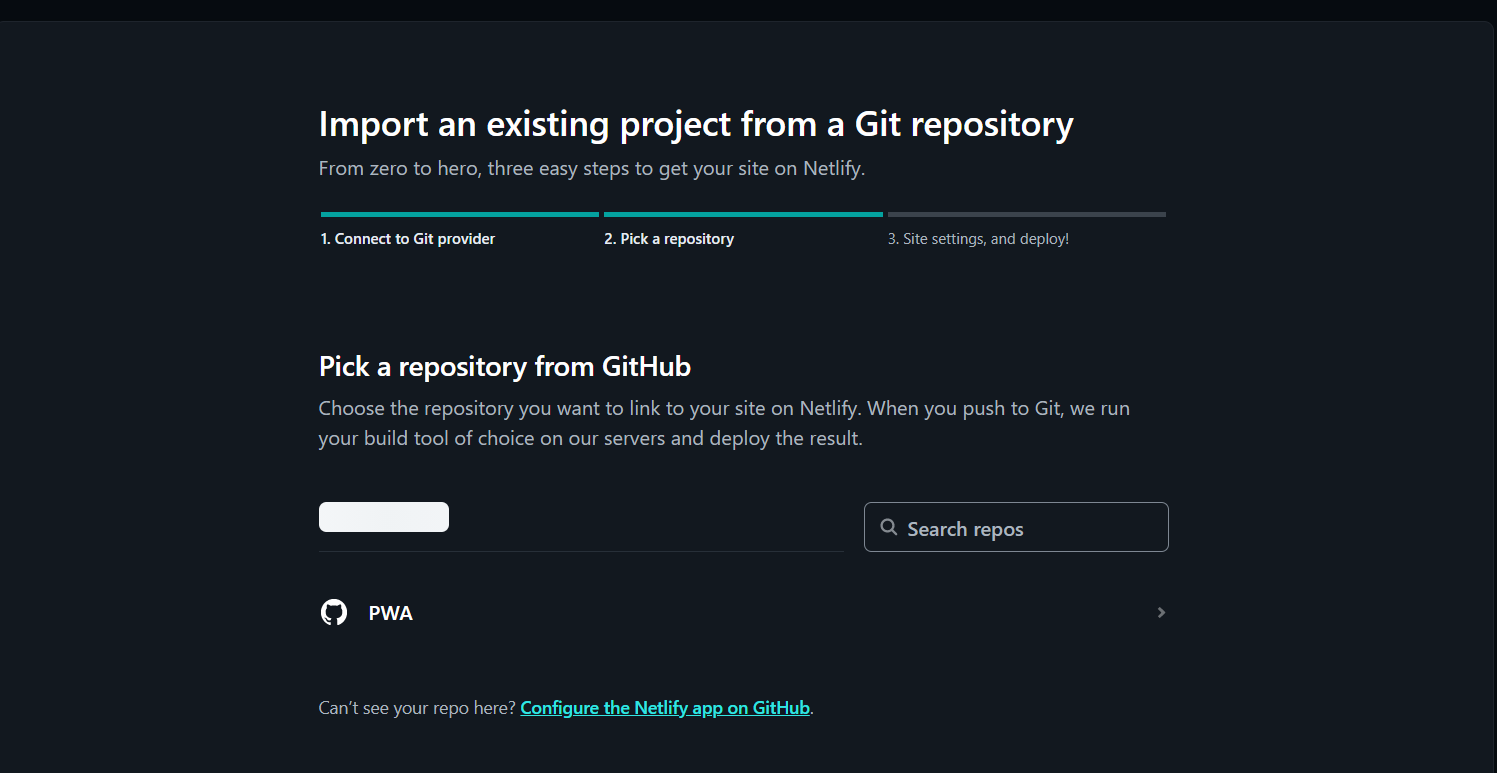 Import an existing project from a Git repository
From zero to hero, three easy steps to get your site on Netlify.
1. Connect to Git provider
2. Pick a repository
3. Site settings, and deploy!
Pick a repository from GitHub
Choose the repository you want to link to your site on Netlify. When you push to Git, we run
your build tool of choice on our servers and deploy the result.
Search repos
PWA
Can’t see your repo here? Configure the Netlify app on GitHub.